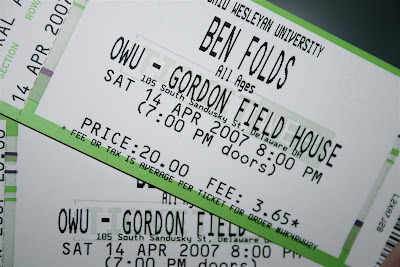 OHIO WESLEYAN UNIVERSITY
BEN FOLDS
All Ages
OWU - GORDON FIELD HOUSE
105 South Sandusky St, Delaware OH
SAT 14 APR 2007 8:00 PM
(7:00 PM doors)
PRICE:20.00 FEE: 3.65*
* FEE OR TAX IS AVERAGE PER TICKET FOR ORDER
ROW
SECTION
14 APR 2007
OWU - GORDON FIELD
105 South Sandusky St, Delaware
SAT 14 APR 2007 8:00 PM
(7:00 PM doors)